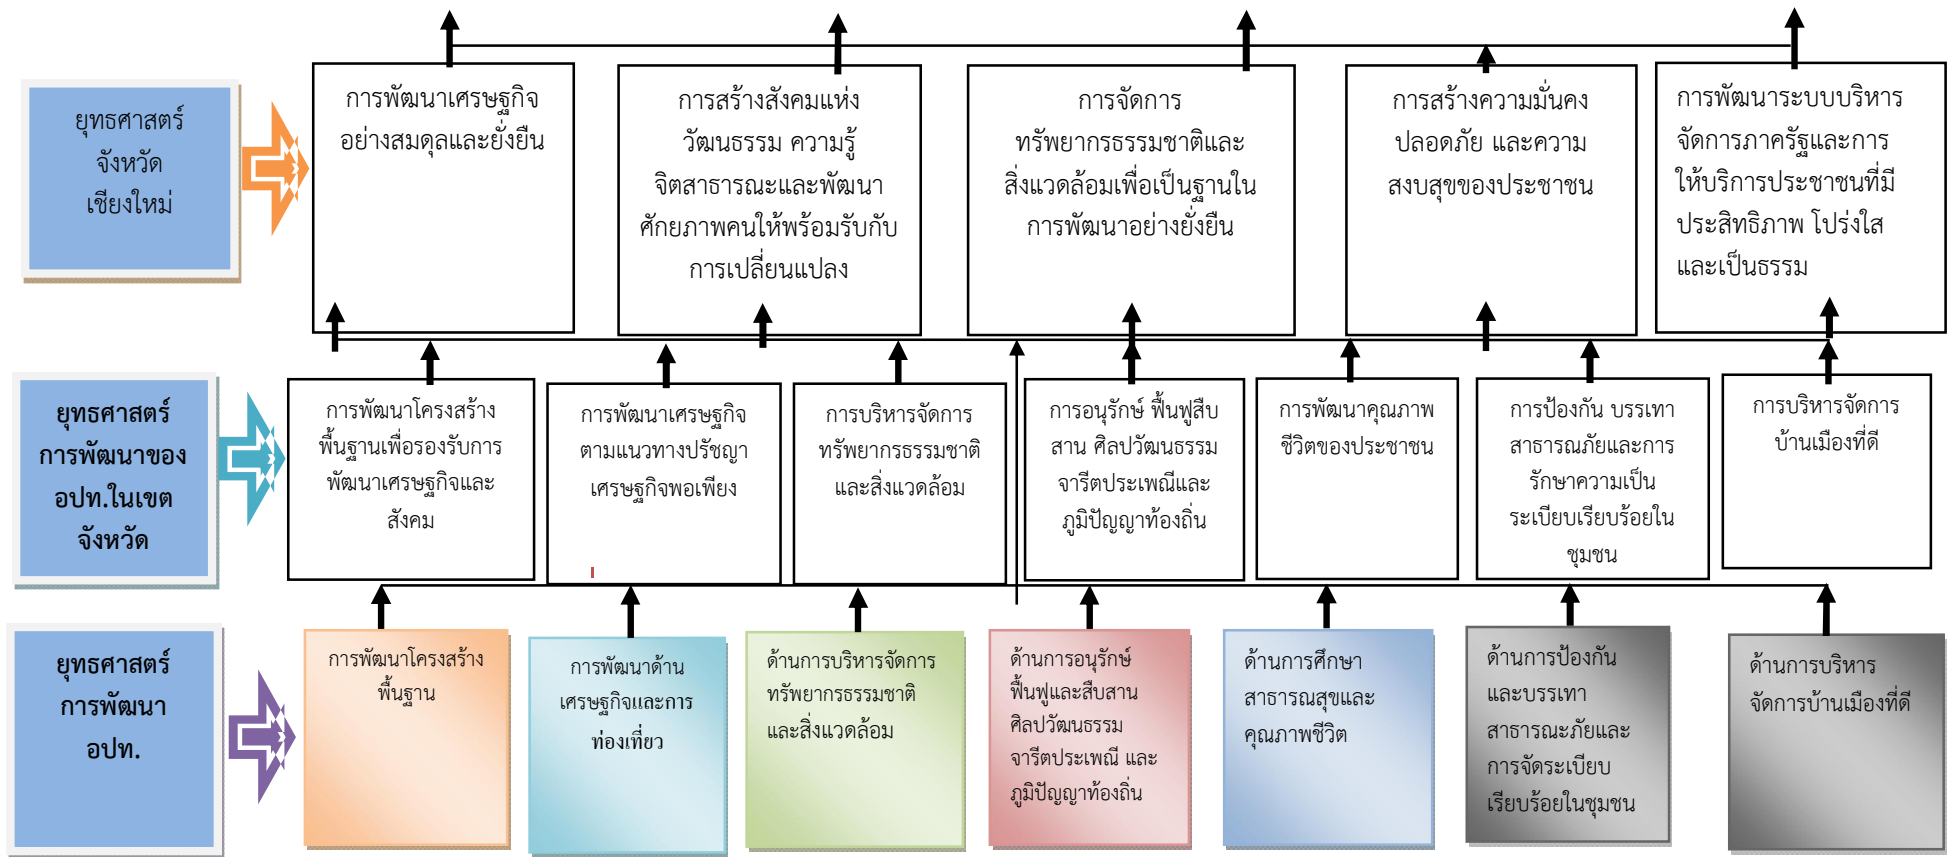 ยุทธศาสตร์
จังหวัด
เชียงใหม่
การพัฒนาเศรษฐกิจ
อย่างสมดุลและยั่งยืน
การสร้างสังคมแห่ง
วัฒนธรรม ความรู้
จิตสาธารณะและพัฒนา
ศักยภาพคนให้พร้อมรับกับ
การเปลี่ยนแปลง
การจัดการ
ทรัพยากรธรรมชาติและ
สิ่งแวดล้อมเพื่อเป็นฐานใน
การพัฒนาอย่างยั่งยืน
การสร้างความมั่นคง
ปลอดภัย และความ
สงบสุขของประชาชน
การพัฒนาระบบบริหาร
จัดการภาครัฐและการ
ให้บริการประชาชนที่มี
ประสิทธิภาพ โปร่งใส
และเป็นธรรม
ยุทธศาสตร์
การพัฒนาของ
อปท.ในเขต
จังหวัด
การพัฒนาโครงสร้าง
พื้นฐานเพื่อรองรับการ
พัฒนาเศรษฐกิจและ
สังคม
การพัฒนาเศรษฐกิจ
ตามแนวทางปรัชญา
เศรษฐกิจพอเพียง
การบริหารจัดการ
ทรัพยากรธรรมชาติ
และสิ่งแวดล้อม
การอนุรักษ์ ฟื้นฟูสืบ
สาน ศิลปวัฒนธรรม
จารีตประเพณีและ
ภูมิปัญญาท้องถิ่น
การพัฒนาคุณภาพ
ชีวิตของประชาชน
การป้องกัน บรรเทา
สาธารณภัยและการ
รักษาความเป็น
ระเบียบเรียบร้อยใน
ชุมชน
การบริหารจัดการ
บ้านเมืองที่ดี
ยุทธศาสตร์
การพัฒนา
อปท.
การพัฒนาโครงสร้าง
พื้นฐาน
การพัฒนาด้าน
เศรษฐกิจและการ
ท่องเที่ยว
ด้านการบริหารจัดการ
ทรัพยากรธรรมชาติ
และสิ่งแวดล้อม
ด้านการอนุรักษ์
ฟื้นฟูและสืบสาน
ศิลปวัฒนธรรม
จารีตประเพณี และ
ภูมิปัญญาท้องถิ่น
ด้านการศึกษา
สาธารณสุขและ
คุณภาพชีวิต
ด้านการป้องกัน
และบรรเทา
สาธารณะภัยและ
การจัดระเบียบ
เรียบร้อยในชุมชน
ด้านการบริหาร
จัดการบ้านเมืองที่ดี